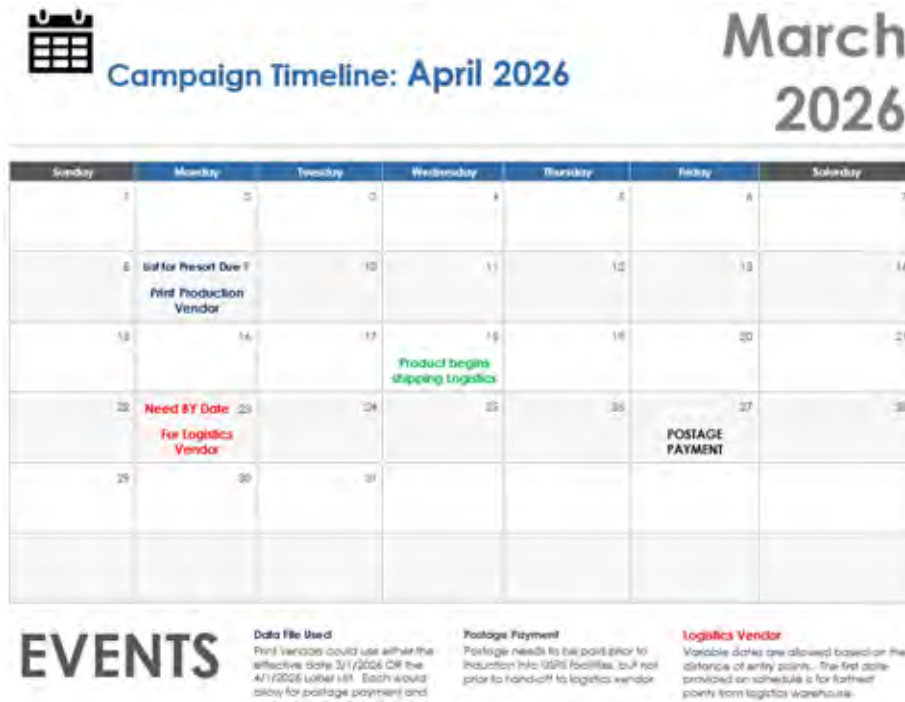 March
2026
Campaign Timeline: April 2026
Sunday Monday Tuesday Wednesday Thursday Friday Saturday
1 2 3 4 5 6 7
8 List for Presort Due 9 10 11 12 13 14
Print Production
Vendor
15 16 17 18 19 20 21
Product begins
shipping Logistics
22 Need BY Date 23 24 25 26 27 28
For Logistics
Vendor
POSTAGE
PAYMENT
29 30 31
EVENTS
Data File Used
Print Vendors could use either the
effective date 3/1/2026 OR the
4/1/2026 Label List. Each would
allow for postage payment and
Postage Payment
Postage needs to be paid prior to
induction into USPS facilities, but not
prior to hand-off to logistics vendor.
Logistics Vendor
Variable dates are allowed based on the
distance of entry points. The first date
provided on schedule is for furthest
points from logistics warehouse.